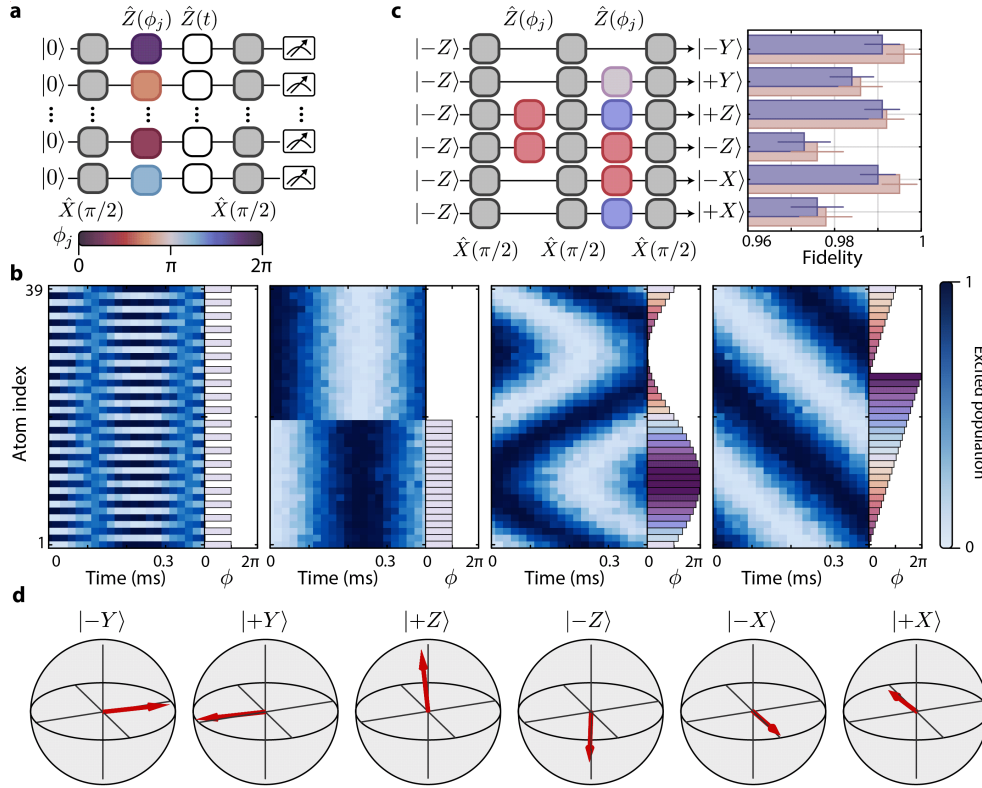 a
Ẑ(ϕj) Ẑ(t)
|0⟩
|0⟩
|0⟩
|0⟩
X̂(π/2) X̂(π/2)
ϕj
0 π 2π
c
Ẑ(ϕj) Ẑ(ϕj)
|−Z⟩ |−Y⟩
|−Z⟩ |+Y⟩
|−Z⟩ |+Z⟩
|−Z⟩ |−Z⟩
|−Z⟩ |−X⟩
|−Z⟩ |+X⟩
X̂(π/2) X̂(π/2) X̂(π/2)
0.96 0.98 1
Fidelity
b
39
Atom index
1
0 0.3 0 2π
Time (ms) ϕ
0 0.3 0 2π
Time (ms) ϕ
0 0.3 0 2π
Time (ms) ϕ
0 0.3 0 2π
Time (ms) ϕ
1
Excited population
0
d
|−Y⟩ |+Y⟩ |+Z⟩ |−Z⟩ |−X⟩ |+X⟩